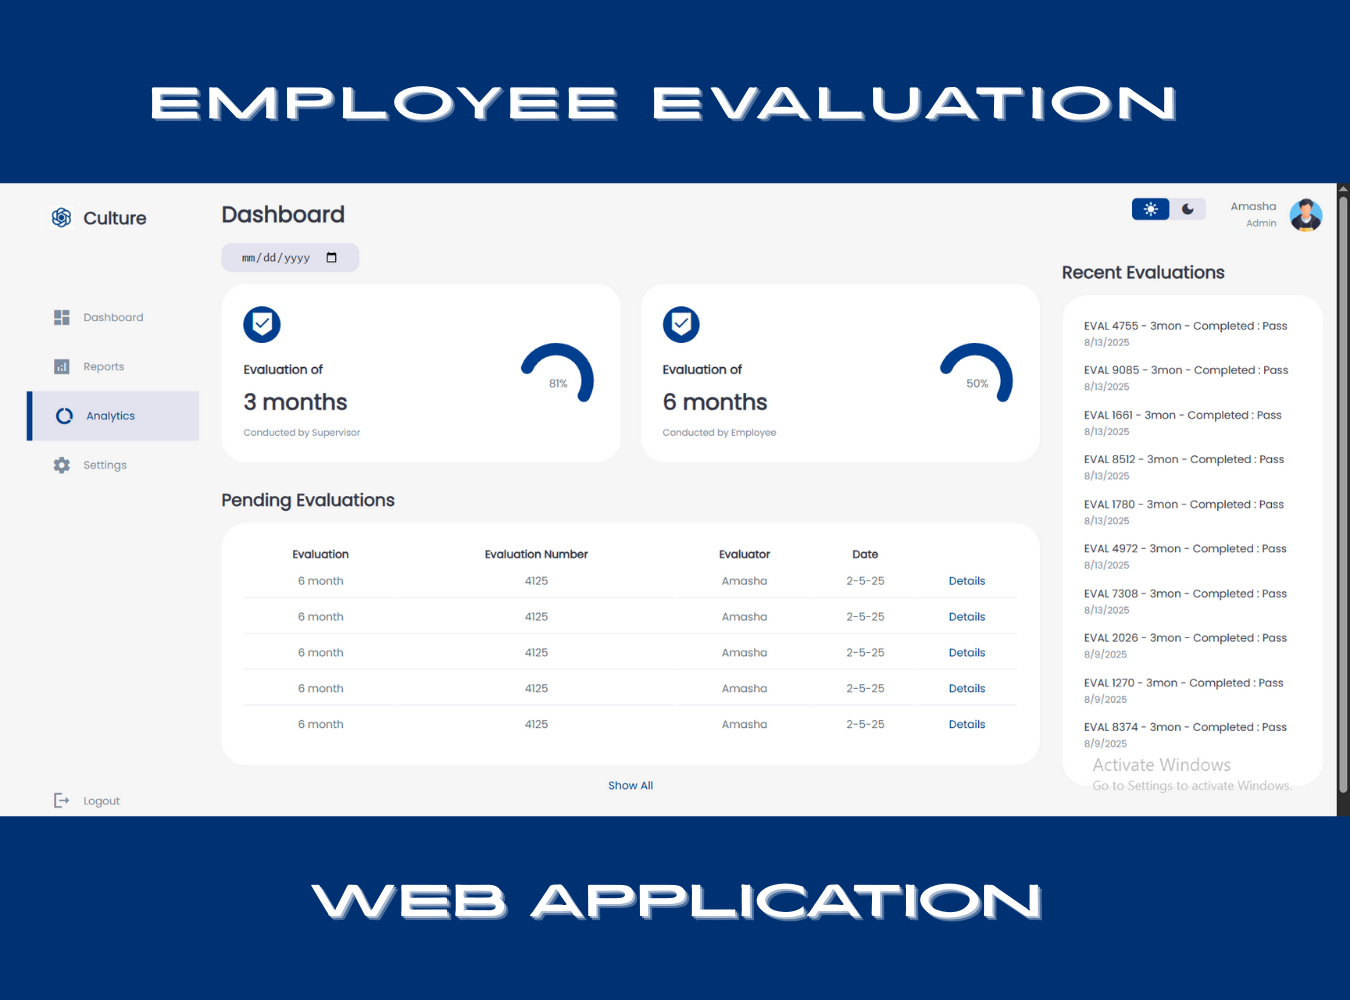 EMPLOYEE EVALUATION
Culture
Dashboard
Reports
Analytics
Settings
Logout
Dashboard
mm/dd/yyyy
Evaluation of
3 months
Conducted by Supervisor
81%
Evaluation of
6 months
Conducted by Employee
50%
Pending Evaluations
Evaluation Evaluation Number Evaluator Date
6 month 4125 Amasha 2-5-25 Details
6 month 4125 Amasha 2-5-25 Details
6 month 4125 Amasha 2-5-25 Details
6 month 4125 Amasha 2-5-25 Details
6 month 4125 Amasha 2-5-25 Details
Show All
Amasha
Admin
Recent Evaluations
EVAL 4755 - 3mon - Completed : Pass
8/13/2025
EVAL 9085 - 3mon - Completed : Pass
8/13/2025
EVAL 1661 - 3mon - Completed : Pass
8/13/2025
EVAL 8512 - 3mon - Completed : Pass
8/13/2025
EVAL 1780 - 3mon - Completed : Pass
8/13/2025
EVAL 4972 - 3mon - Completed : Pass
8/13/2025
EVAL 7308 - 3mon - Completed : Pass
8/13/2025
EVAL 2026 - 3mon - Completed : Pass
8/9/2025
EVAL 1270 - 3mon - Completed : Pass
8/9/2025
EVAL 8374 - 3mon - Completed : Pass
8/9/2025
Activate Windows
Go to Settings to activate Windows.
WEB APPLICATION